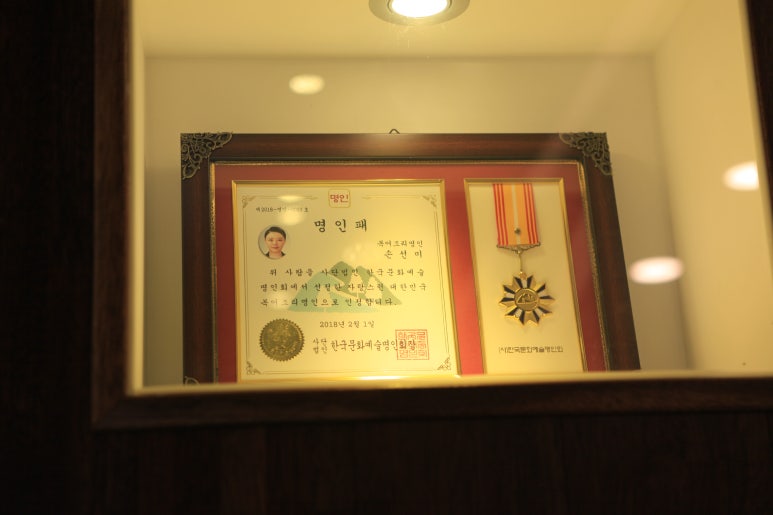 명인
명인패
복어조리명인
손선미
위 사람을 사단법인 한국문화예술
명인회에서 선정한 자랑스런 대한민국
복어조리명인으로 인정합니다.
2018년 2월 1일
사단
법인 한국문화예술명인회장
(사)한국문화예술명인회